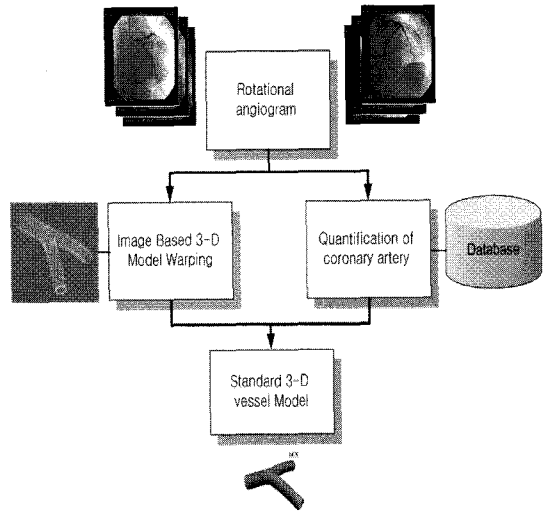 Rotational
angiogram
Image Based 3-D
Model Warping
Quantification of
coronary artery
Database
Standard 3-D
vessel Model